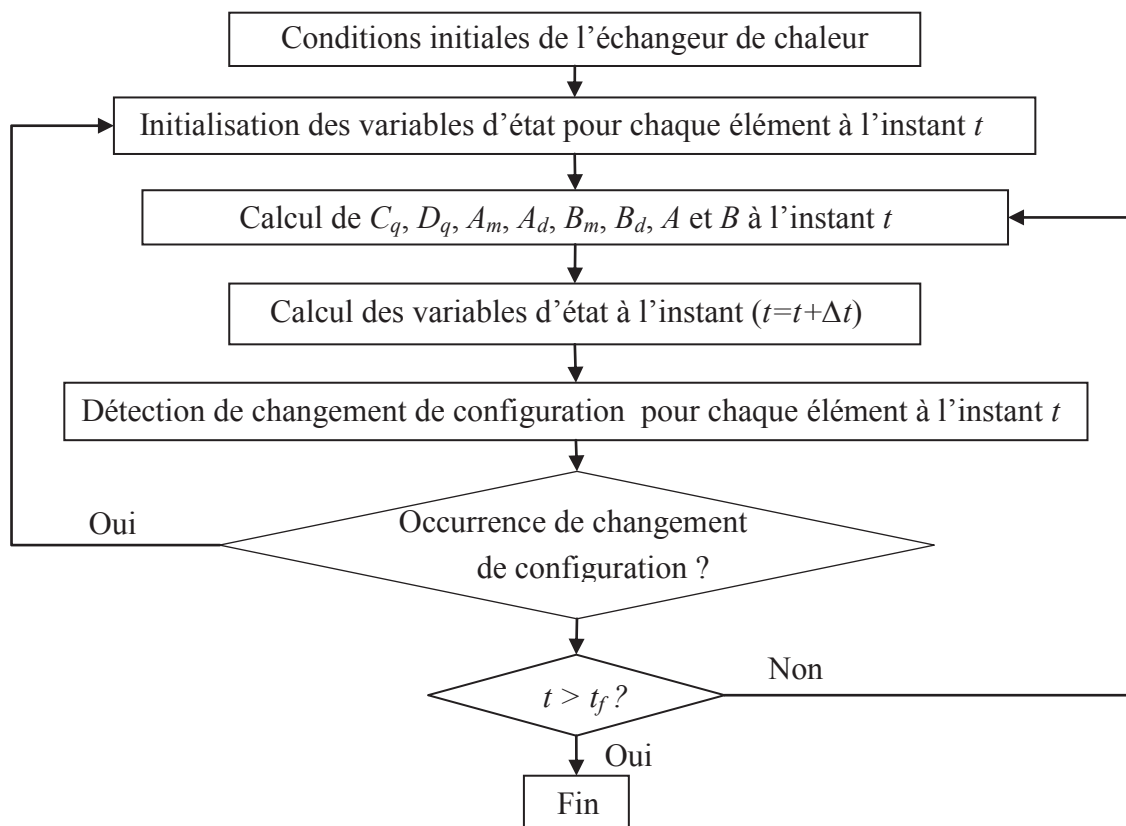 Conditions initiales de l’échangeur de chaleur
Initialisation des variables d’état pour chaque élément à l’instant t
Calcul de Cq, Dq, Am, Ad, Bm, Bd, A et B à l’instant t
Calcul des variables d’état à l’instant (t=t+Δt)
Détection de changement de configuration pour chaque élément à l’instant t
Oui
Occurrence de changement
de configuration ?
Non
t > tf ?
Oui
Fin